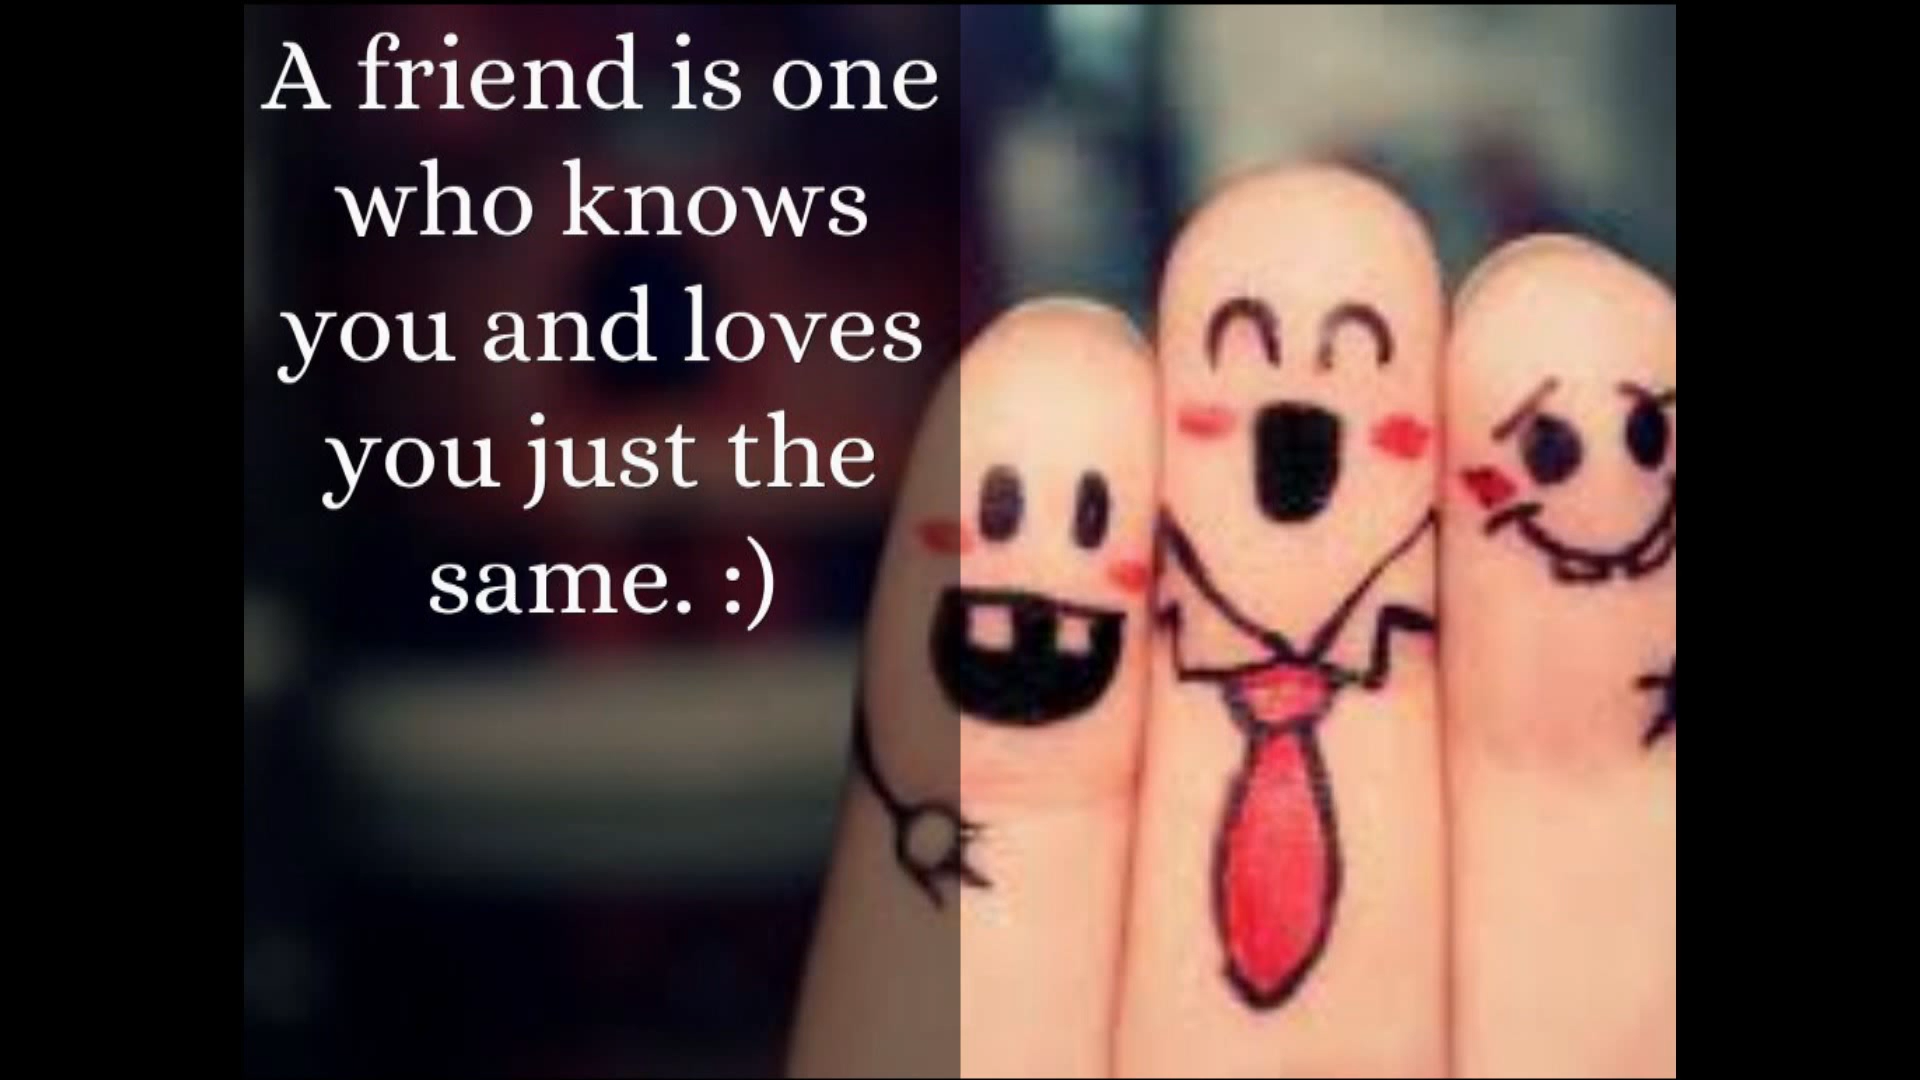 A friend is one
who knows
you and loves
you just the
same. :)